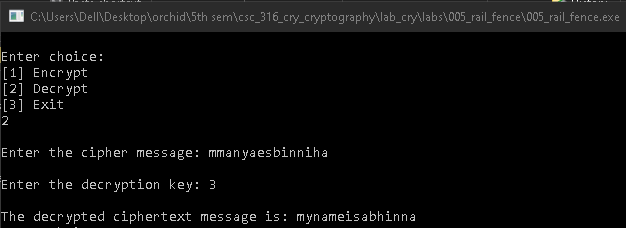 C:\Users\Dell\Desktop\orchid\5th sem\csc_316_cry_cryptography\lab_cry\labs\005_rail_fence\005_rail_fence.exe
Enter choice:
[1] Encrypt
[2] Decrypt
[3] Exit
2
Enter the cipher message: mmanyaesbinniha
Enter the decryption key: 3
The decrypted ciphertext message is: mynameisabhinna